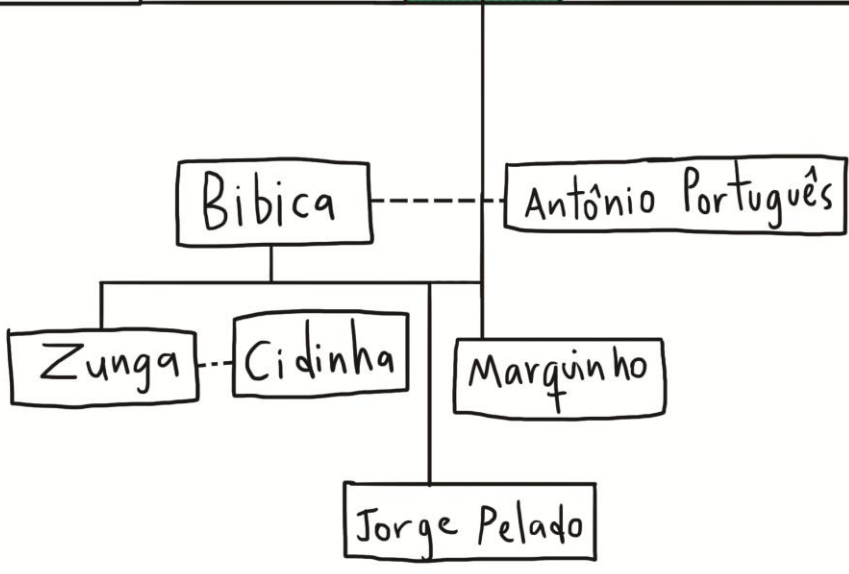 Bibica
Antônio Português
Zunga
Cidinha
Marquinho
Jorge Pelado